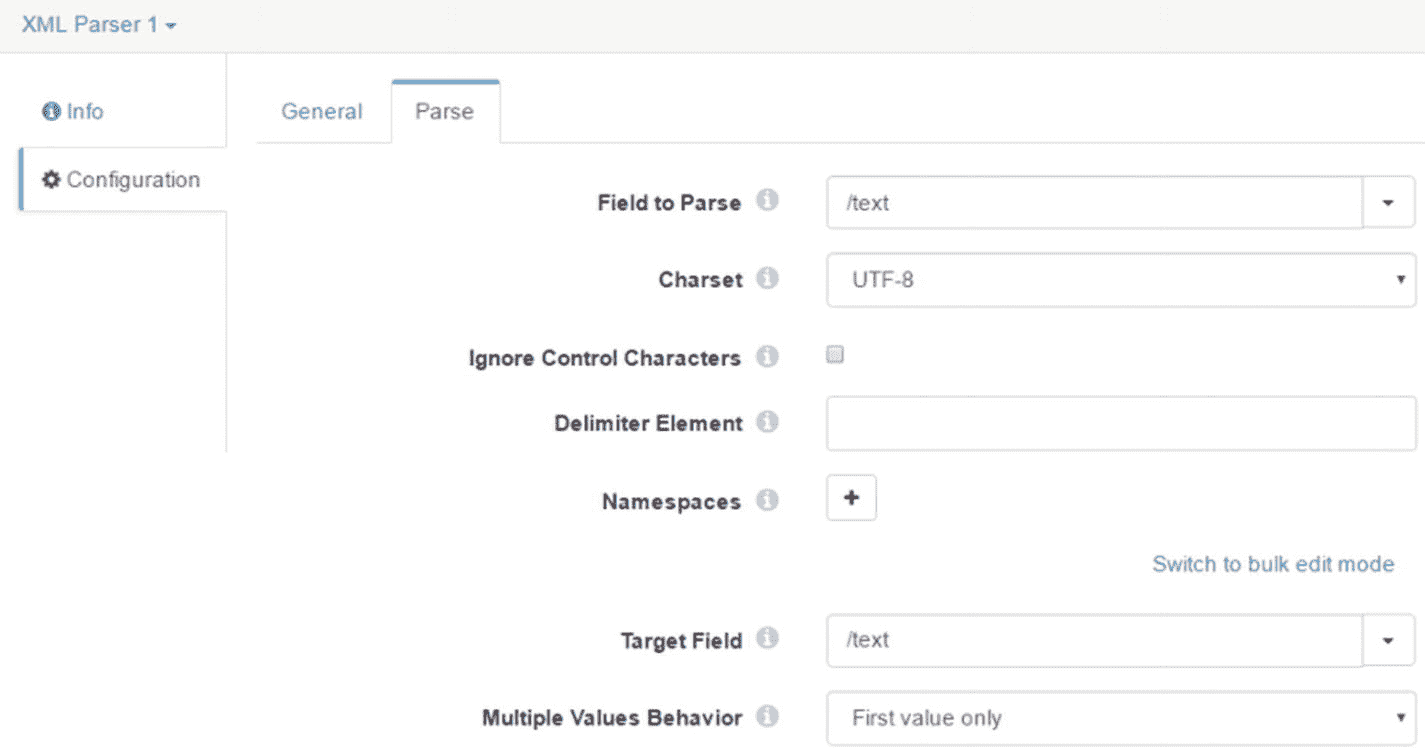 XML Parser 1
Info
General
Parse
Configuration
Field to Parse
/text
Charset
UTF-8
Ignore Control Characters
Delimiter Element
Namespaces
+
Switch to bulk edit mode
Target Field
/text
Multiple Values Behavior
First value only